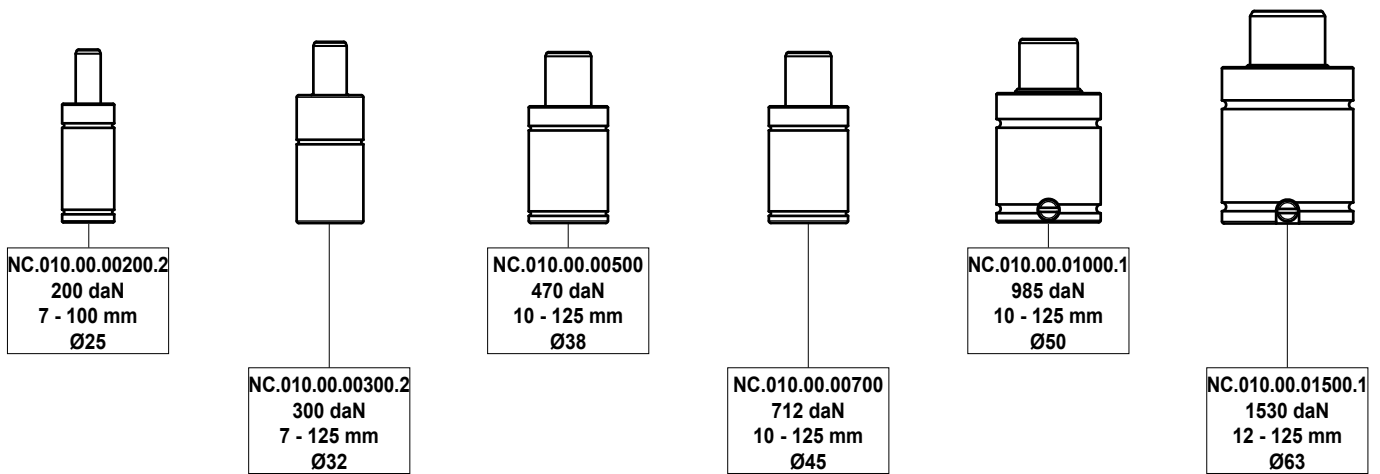 NC.010.00.00200.2
200 daN
7 - 100 mm
Ø25
NC.010.00.00300.2
300 daN
7 - 125 mm
Ø32
NC.010.00.00500
470 daN
10 - 125 mm
Ø38
NC.010.00.00700
712 daN
10 - 125 mm
Ø45
NC.010.00.01000.1
985 daN
10 - 125 mm
Ø50
NC.010.00.01500.1
1530 daN
12 - 125 mm
Ø63